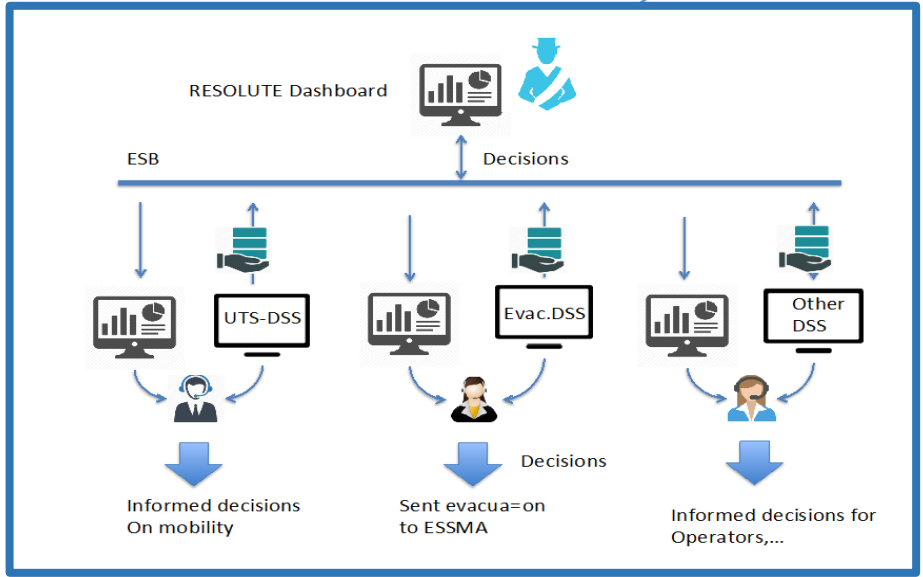 RESOLUTE Dashboard
ESB
Decisions
UTS-DSS
Evac.DSS
Other
DSS
Decisions
Informed decisions
On mobility
Sent evacua=on
to ESSMA
Informed decisions for
Operators,...